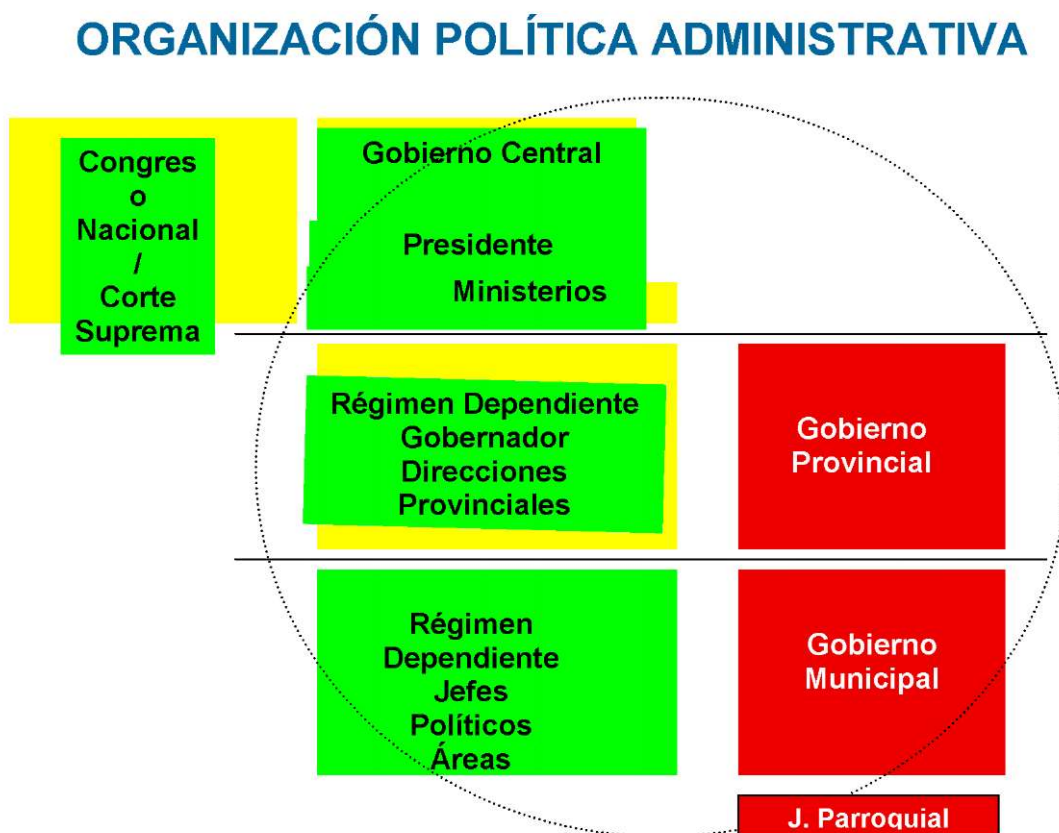 ORGANIZACIÓN POLÍTICA ADMINISTRATIVA
Congres
o
Nacional
/
Corte
Suprema
Gobierno Central
Presidente
Ministerios
Régimen Dependiente
Gobernador
Direcciones
Provinciales
Gobierno
Provincial
Régimen
Dependiente
Jefes
Políticos
Áreas
Gobierno
Municipal
J. Parroquial